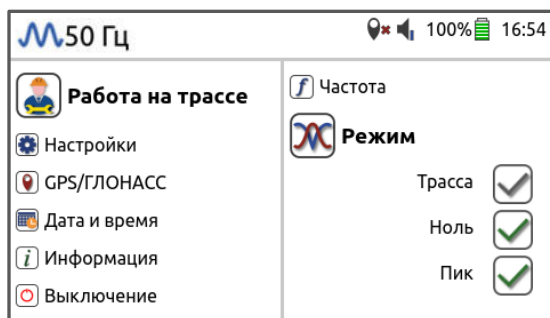 50 Гц
100% 16:54
Работа на трассе
Настройки
GPS/ГЛОНАСС
Дата и время
i Информация
Выключение
f Частота
Режим
Трасса
Ноль
Пик